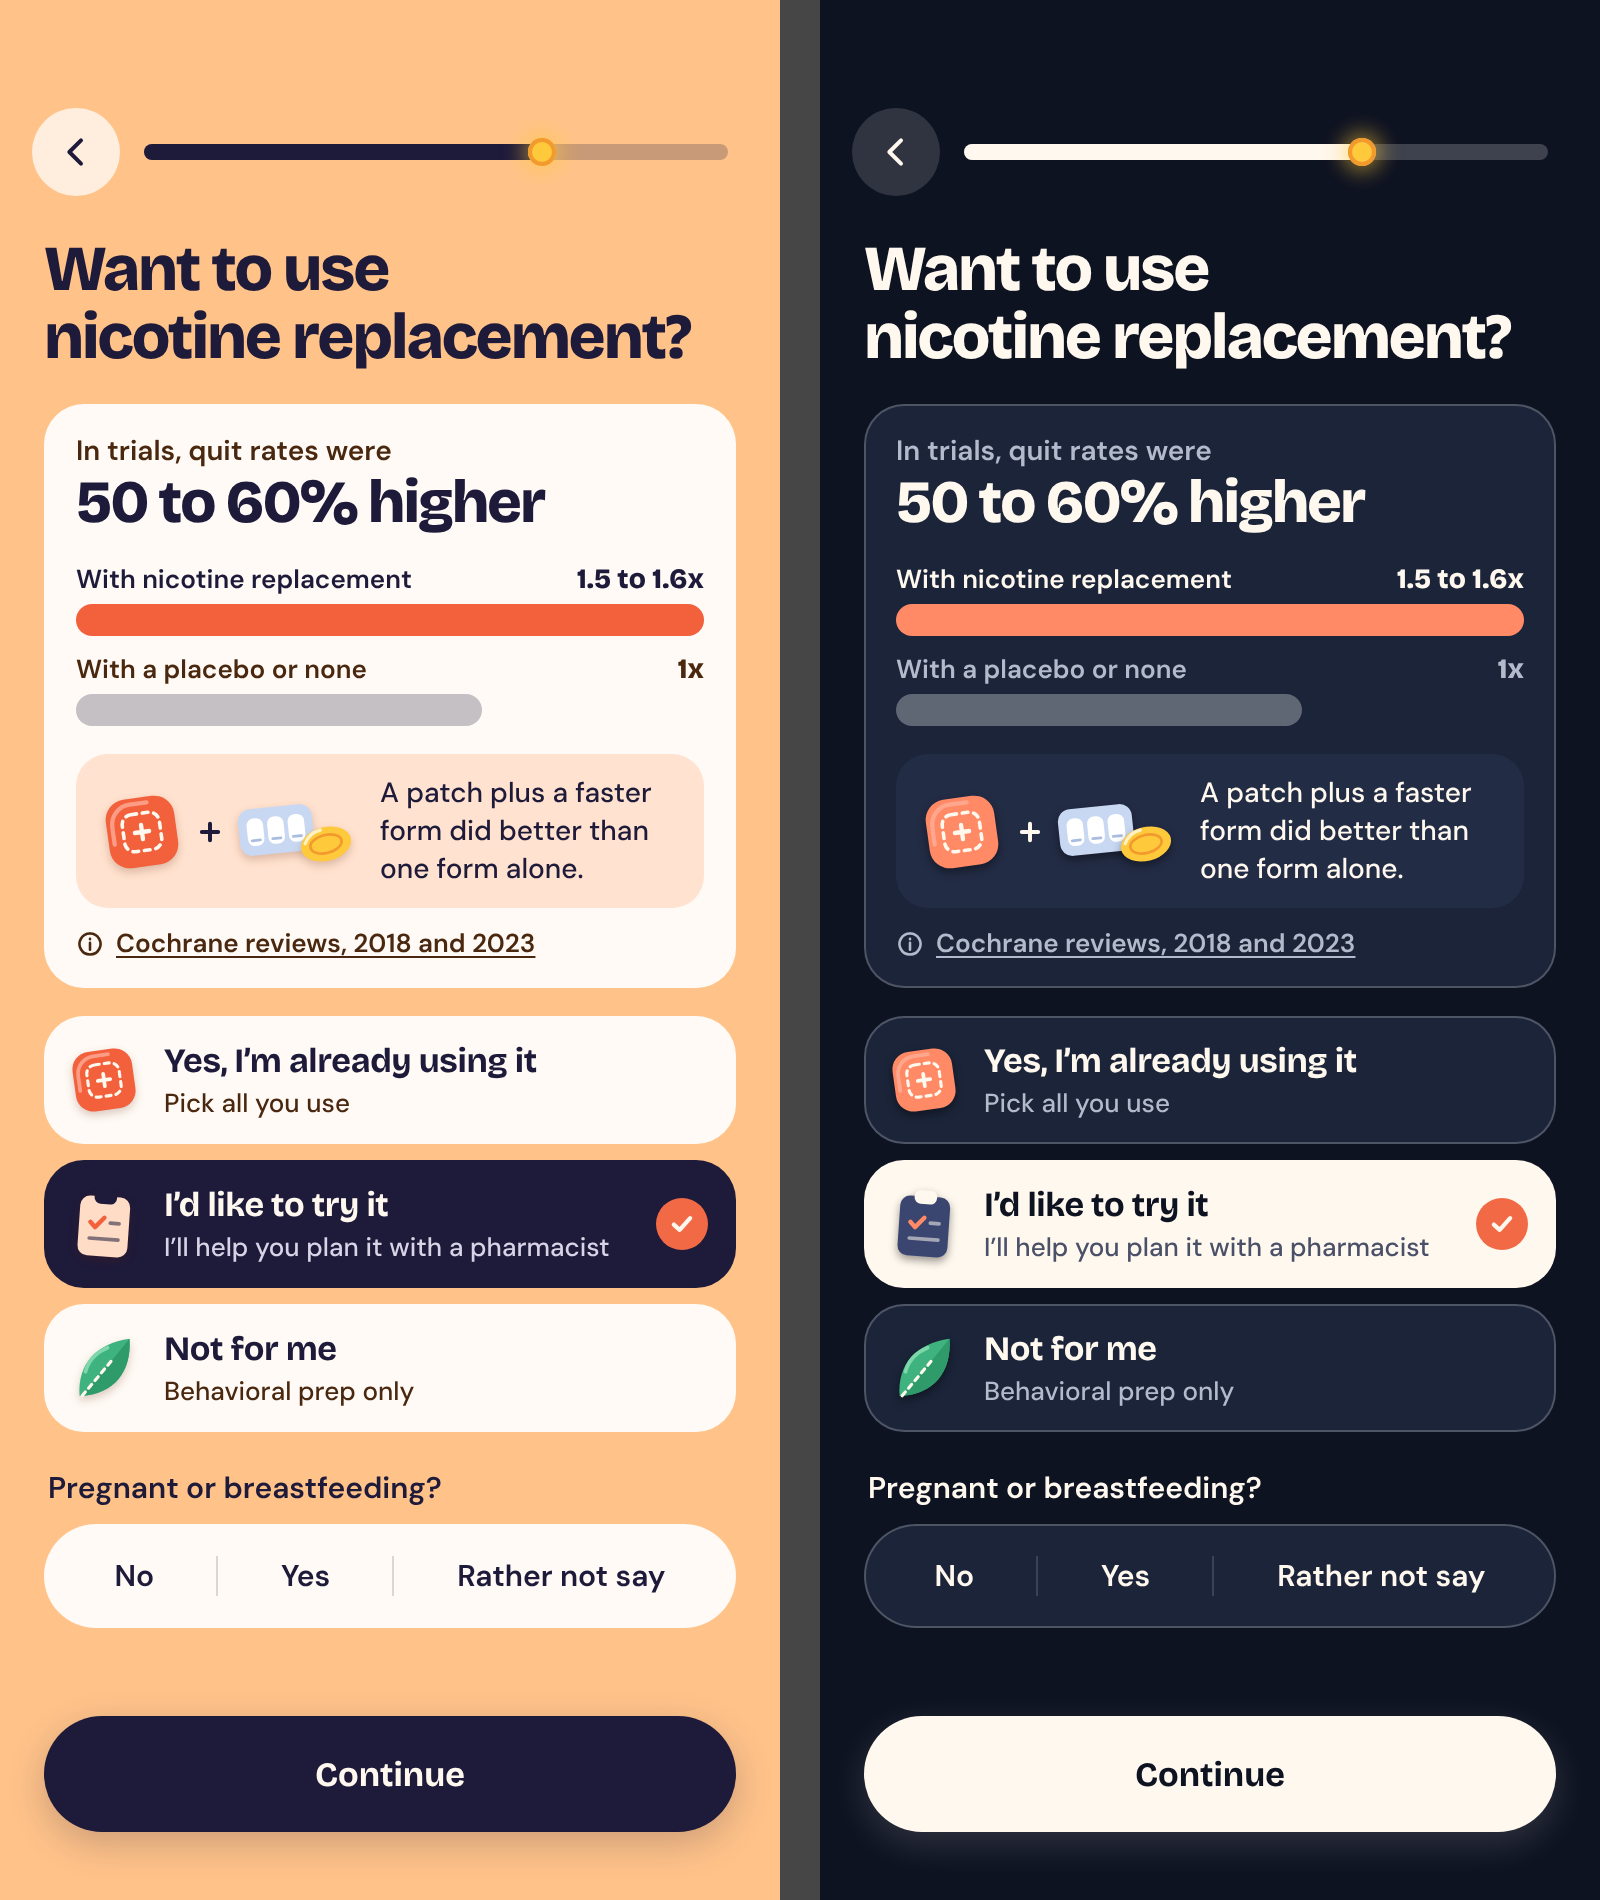 Want to use
nicotine replacement?
In trials, quit rates were
50 to 60% higher
With nicotine replacement 1.5 to 1.6x
With a placebo or none 1x
A patch plus a faster
form did better than
one form alone.
Cochrane reviews, 2018 and 2023
Yes, I’m already using it
Pick all you use
I’d like to try it
I’ll help you plan it with a pharmacist
Not for me
Behavioral prep only
Pregnant or breastfeeding?
No Yes Rather not say
Continue
Want to use
nicotine replacement?
In trials, quit rates were
50 to 60% higher
With nicotine replacement 1.5 to 1.6x
With a placebo or none 1x
A patch plus a faster
form did better than
one form alone.
Cochrane reviews, 2018 and 2023
Yes, I’m already using it
Pick all you use
I’d like to try it
I’ll help you plan it with a pharmacist
Not for me
Behavioral prep only
Pregnant or breastfeeding?
No Yes Rather not say
Continue